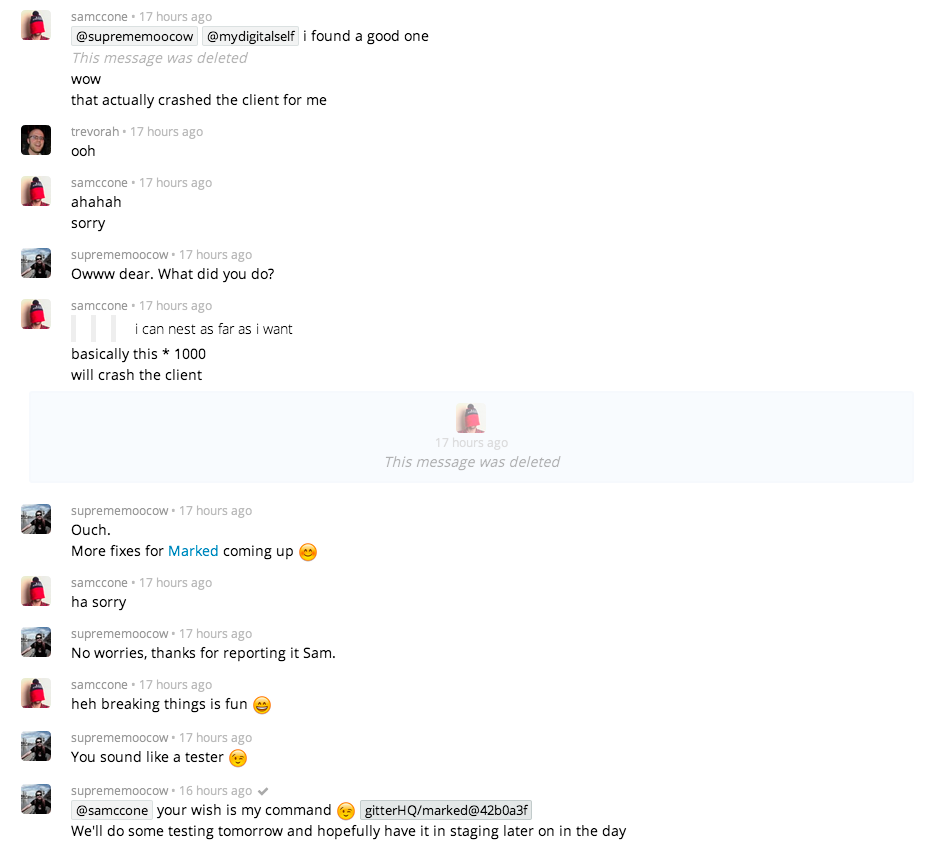 samccone • 17 hours ago
@suprememoocow @mydigitalself i found a good one
This message was deleted
wow
that actually crashed the client for me
trevorah • 17 hours ago
ooh
samccone • 17 hours ago
ahahah
sorry
suprememoocow • 17 hours ago
Owww dear. What did you do?
samccone • 17 hours ago
i can nest as far as i want
basically this * 1000
will crash the client
17 hours ago
This message was deleted
suprememoocow • 17 hours ago
Ouch.
More fixes for Marked coming up 😊
samccone • 17 hours ago
ha sorry
suprememoocow • 17 hours ago
No worries, thanks for reporting it Sam.
samccone • 17 hours ago
heh breaking things is fun 😄
suprememoocow • 17 hours ago
You sound like a tester 😉
suprememoocow • 16 hours ago ✔
@samccone your wish is my command 😉 gitterHQ/marked@42b0a3f
We'll do some testing tomorrow and hopefully have it in staging later on in the day